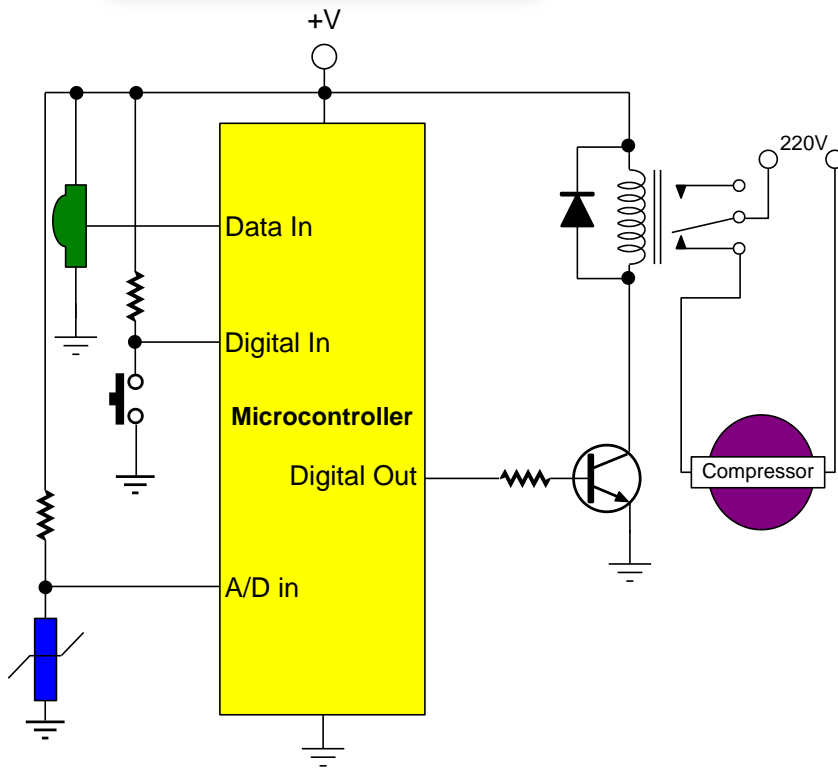 +V
220V
Data In
Digital In
Microcontroller
Digital Out
Compressor
A/D in